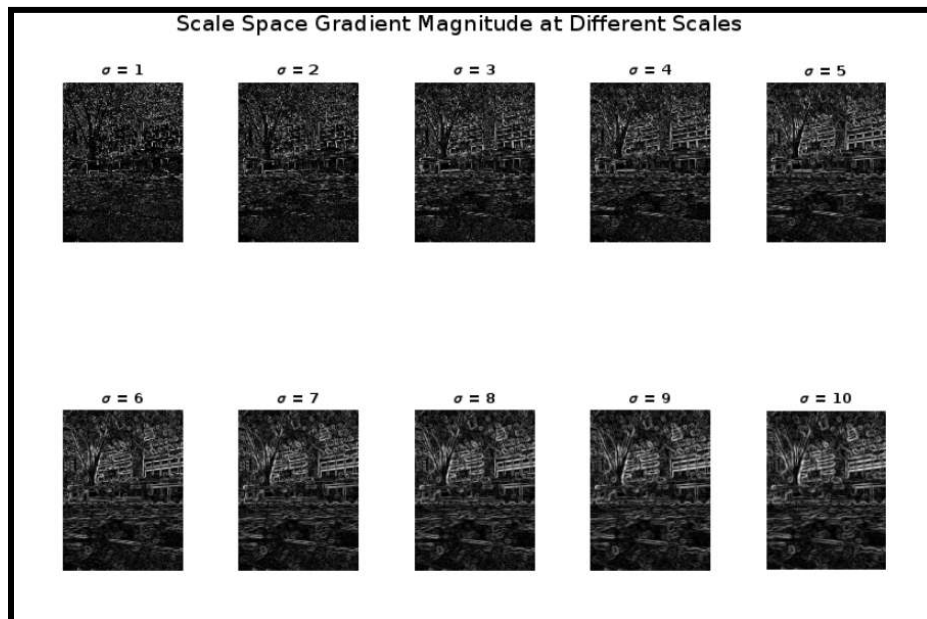 Scale Space Gradient Magnitude at Different Scales
σ = 1
σ = 2
σ = 3
σ = 4
σ = 5
σ = 6
σ = 7
σ = 8
σ = 9
σ = 10